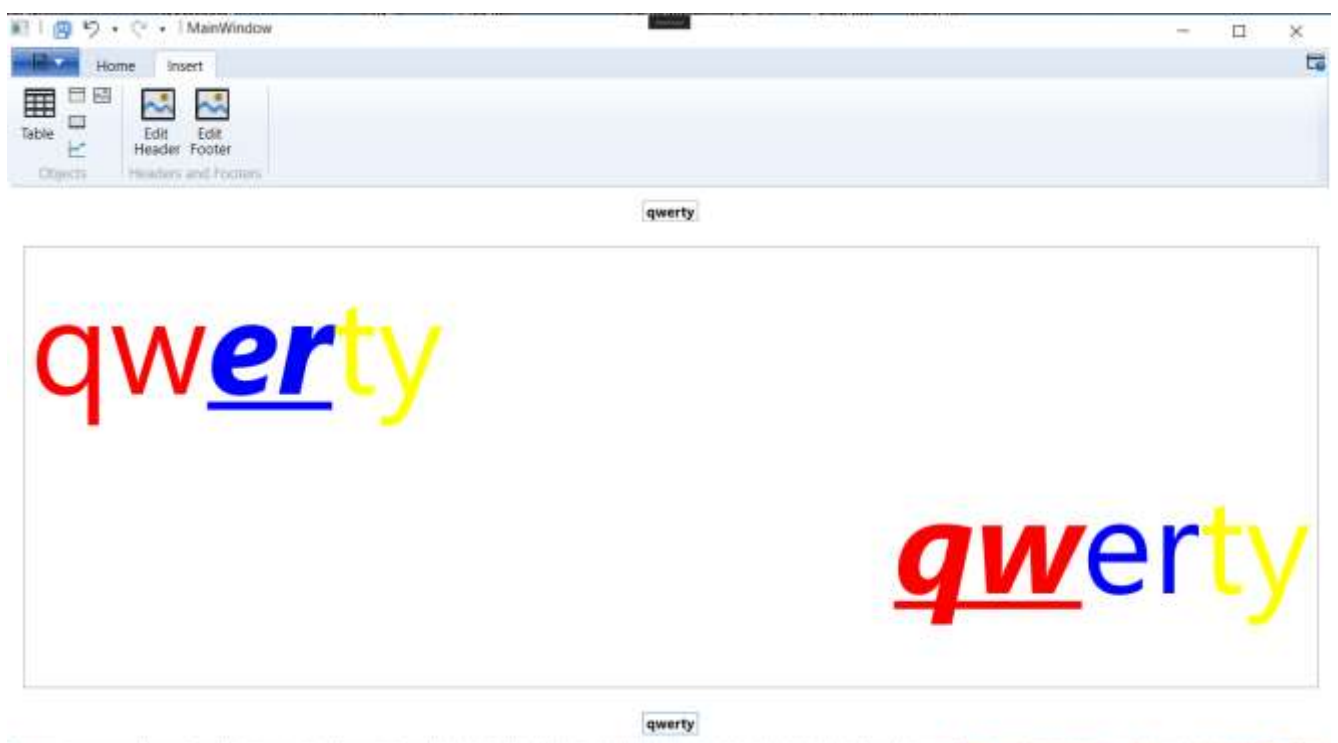 MainWindow
Home Insert
Table Edit Header Edit Footer
Objects Headers and Footers
qwerty
qwerty
qwerty
qwerty